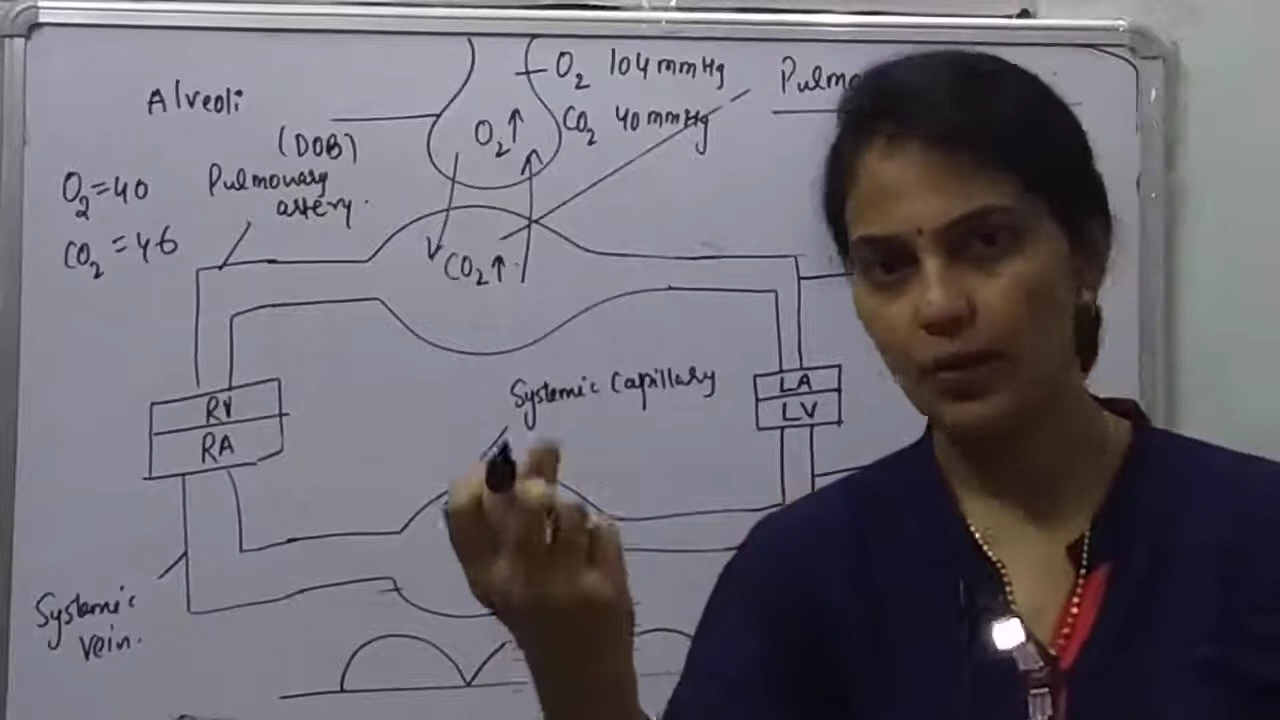 Alveoli
O₂ 104 mmHg
CO₂ 40 mmHg
O₂↑
(DOB)
Pulmonary
artery.
O₂=40
CO₂=46
CO₂↑
RV
RA
LA
LV
Systemic Capillary
Systemic
vein.